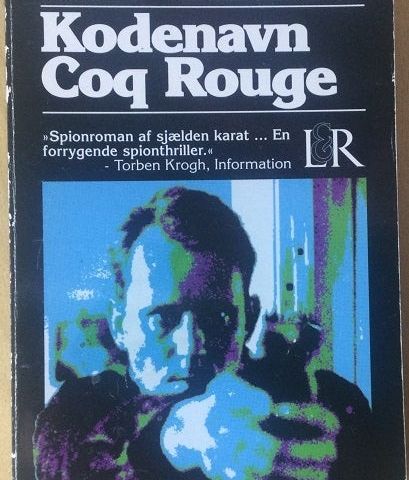 Kodenavn
Coq Rouge
»Spionroman af sjælden karat ... En
forrygende spionthriller.«
- Torben Krogh, Information
L&R